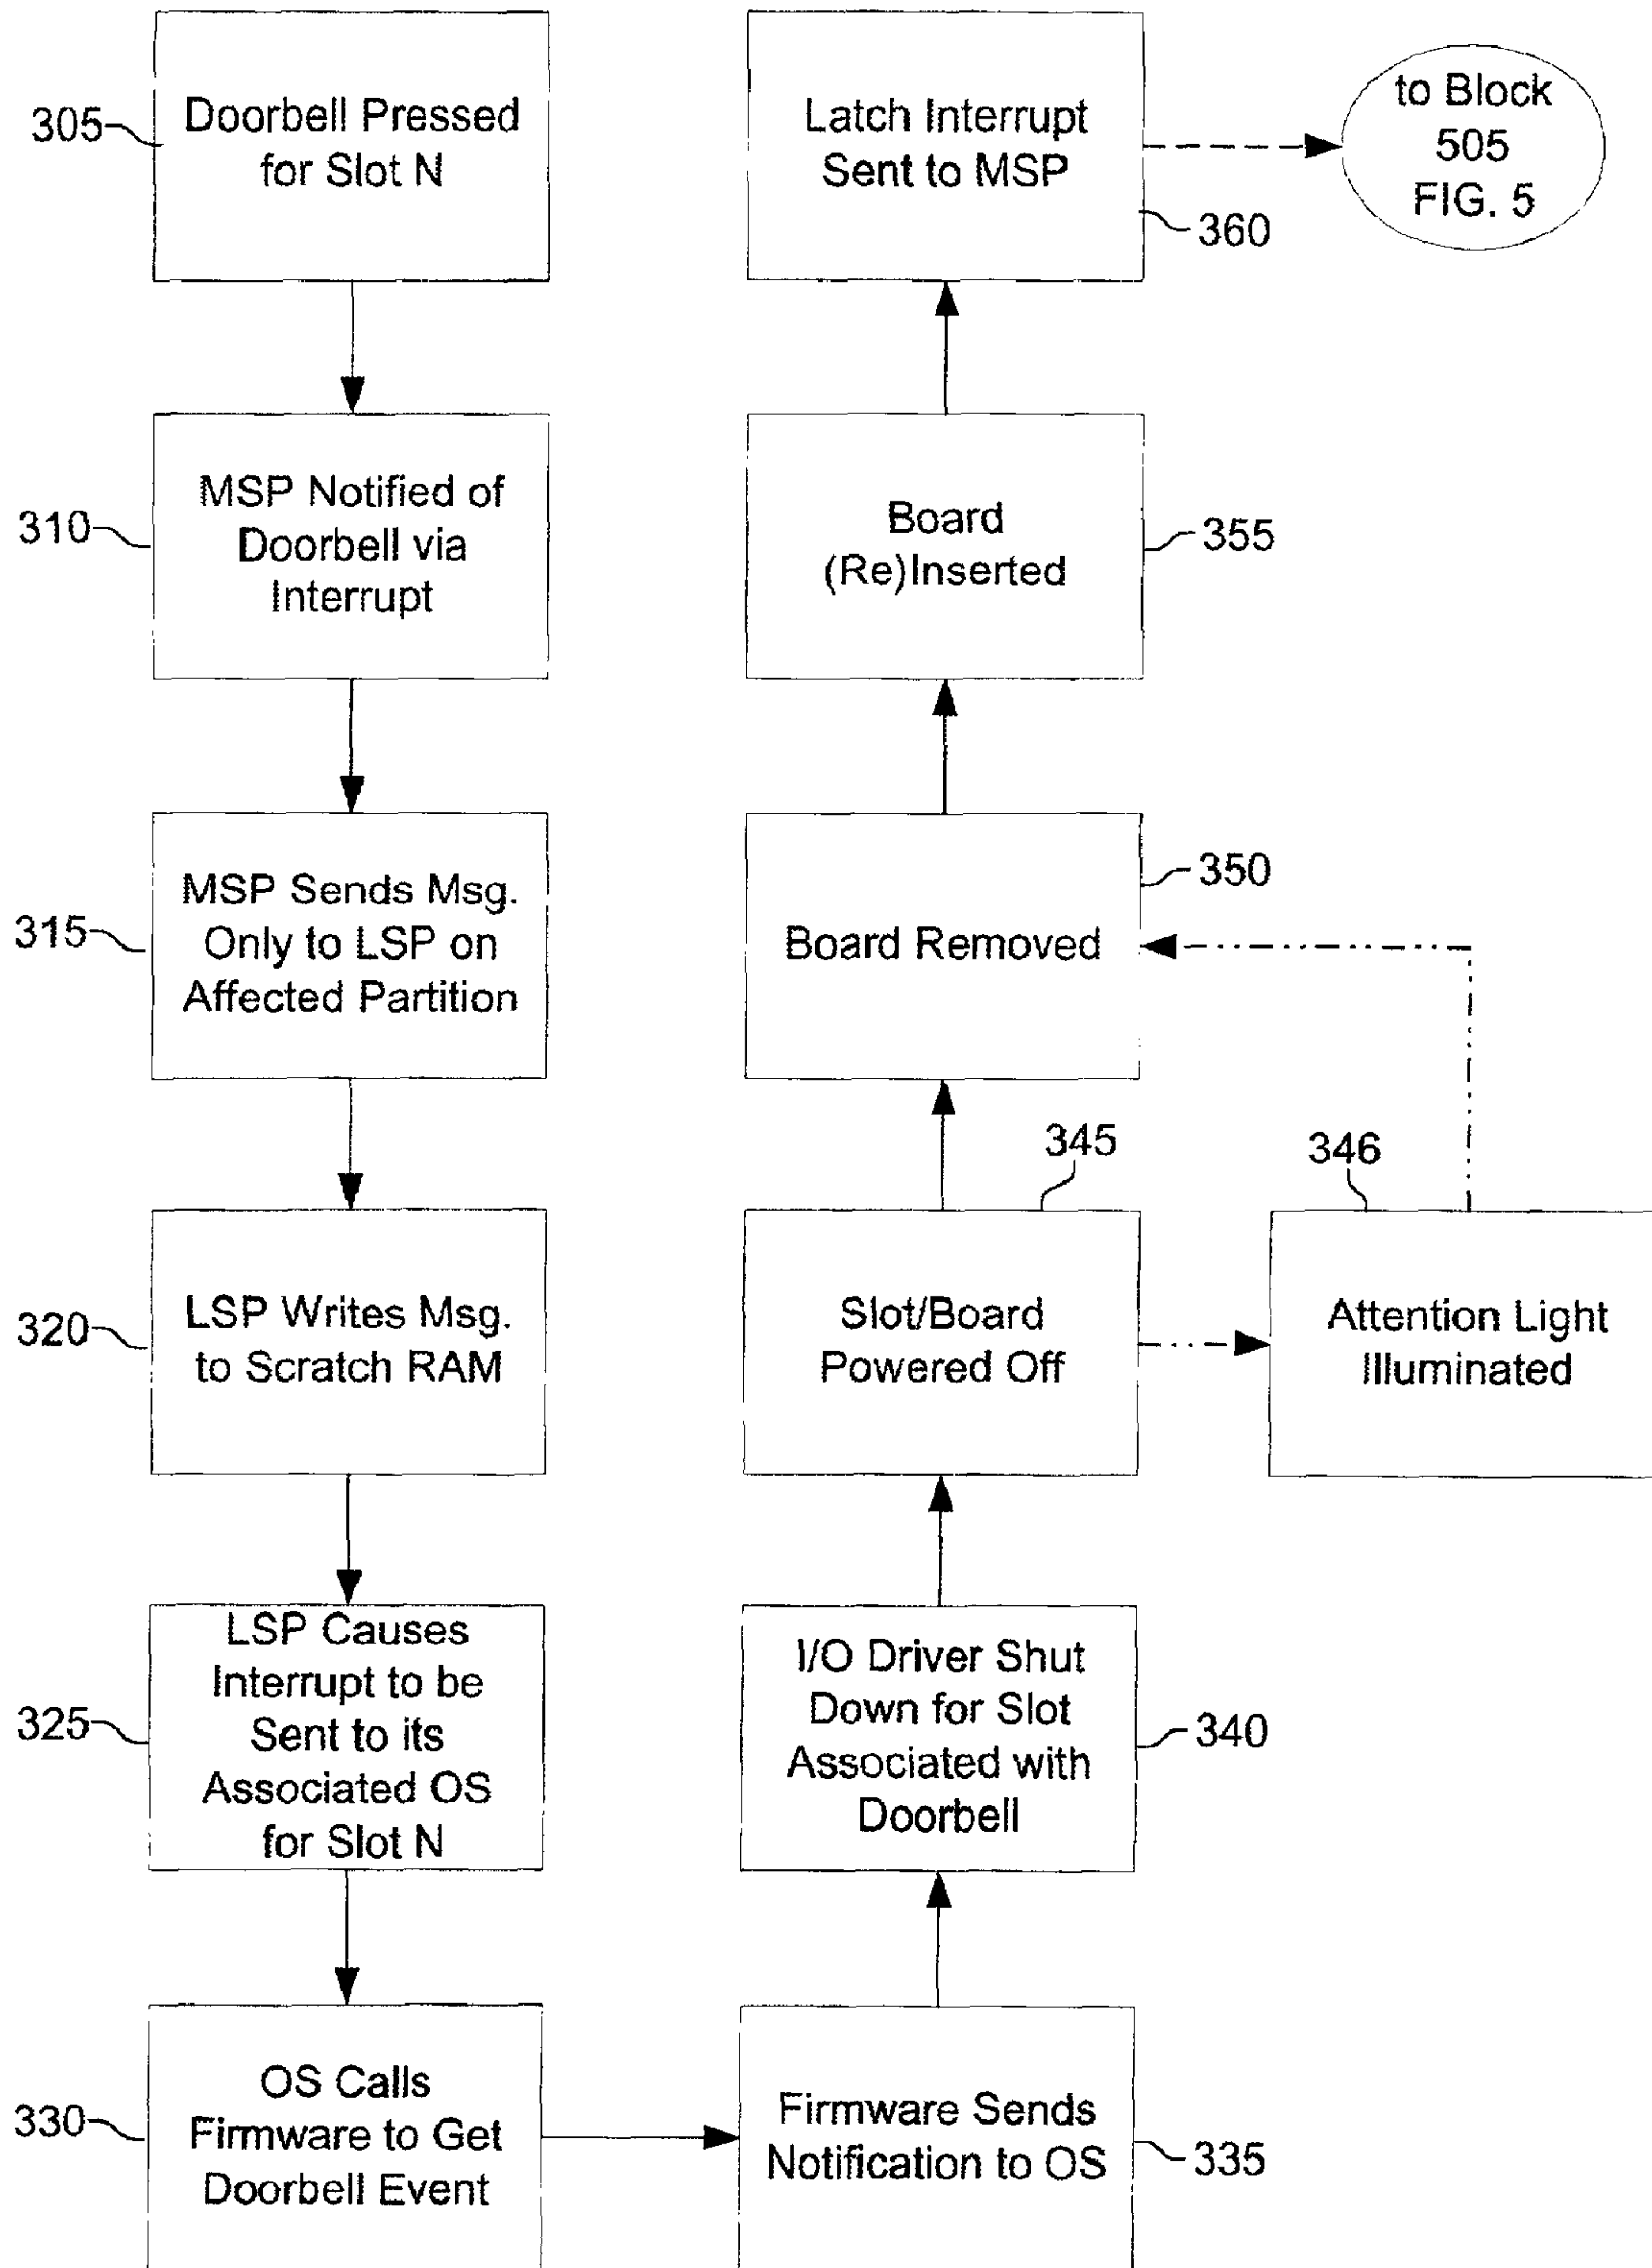 305
Doorbell Pressed
for Slot N
310
MSP Notified of
Doorbell via
Interrupt
315
MSP Sends Msg.
Only to LSP on
Affected Partition
320
LSP Writes Msg.
to Scratch RAM
325
LSP Causes
Interrupt to be
Sent to its
Associated OS
for Slot N
330
OS Calls
Firmware to Get
Doorbell Event
Firmware Sends
Notification to OS
335
I/O Driver Shut
Down for Slot
Associated with
Doorbell
340
Slot/Board
Powered Off
345
346
Attention Light
Illuminated
Board Removed
350
Board
(Re)Inserted
355
Latch Interrupt
Sent to MSP
360
to Block
505
FIG. 5